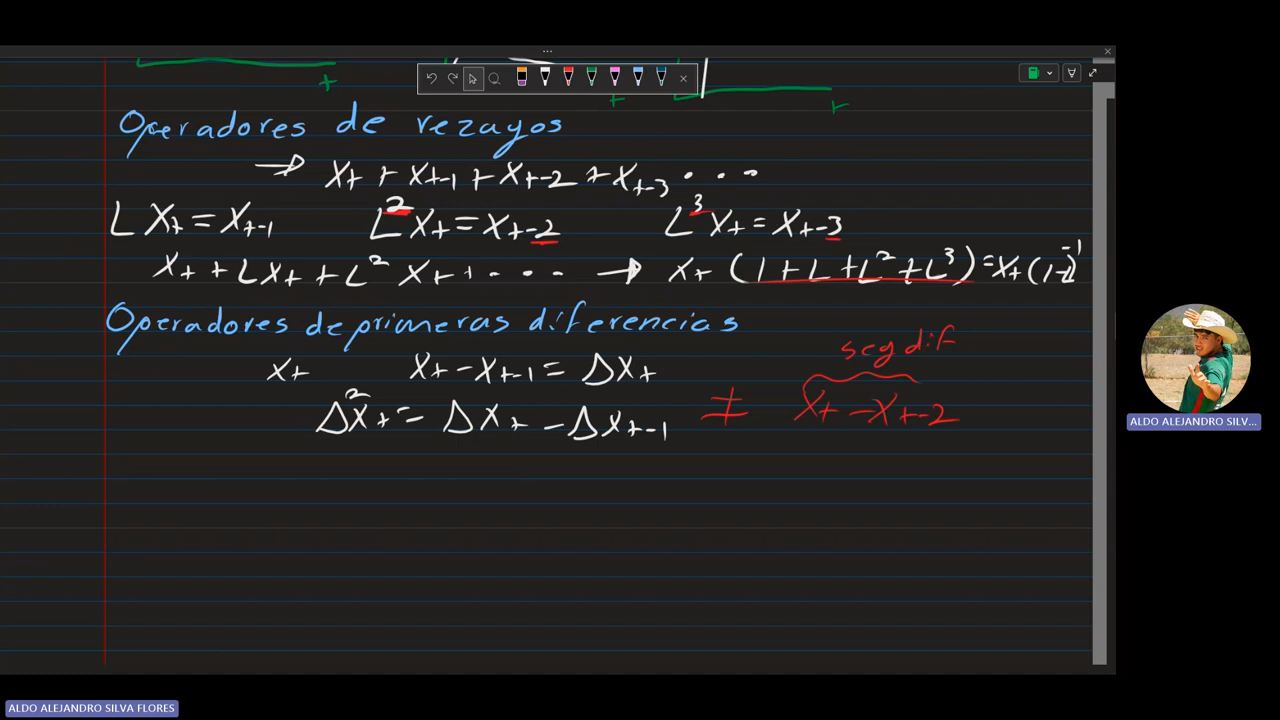 Operadores de rezagos
→ Xt + Xt-1 + Xt-2 + Xt-3 . . .
L Xt = Xt-1 L² Xt = Xt-2 L³ Xt = Xt-3
Xt + LXt + L² Xt + . . . → Xt (1 + L + L² + L³) = Xt (1-L)⁻¹
Operadores de primeras diferencias
seg dif
Xt Xt - Xt-1 = ΔXt
Δ²Xt = ΔXt - ΔXt-1 ≠ Xt - Xt-2
ALDO ALEJANDRO SILV...
ALDO ALEJANDRO SILVA FLORES